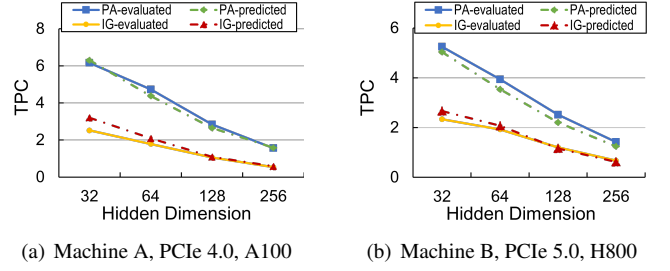 PA-evaluated PA-predicted
IG-evaluated IG-predicted
8
6
4
2
0
TPC
32 64 128 256
Hidden Dimension
(a) Machine A, PCIe 4.0, A100
PA-evaluated PA-predicted
IG-evaluated IG-predicted
6
4
2
0
TPC
32 64 128 256
Hidden Dimension
(b) Machine B, PCIe 5.0, H800